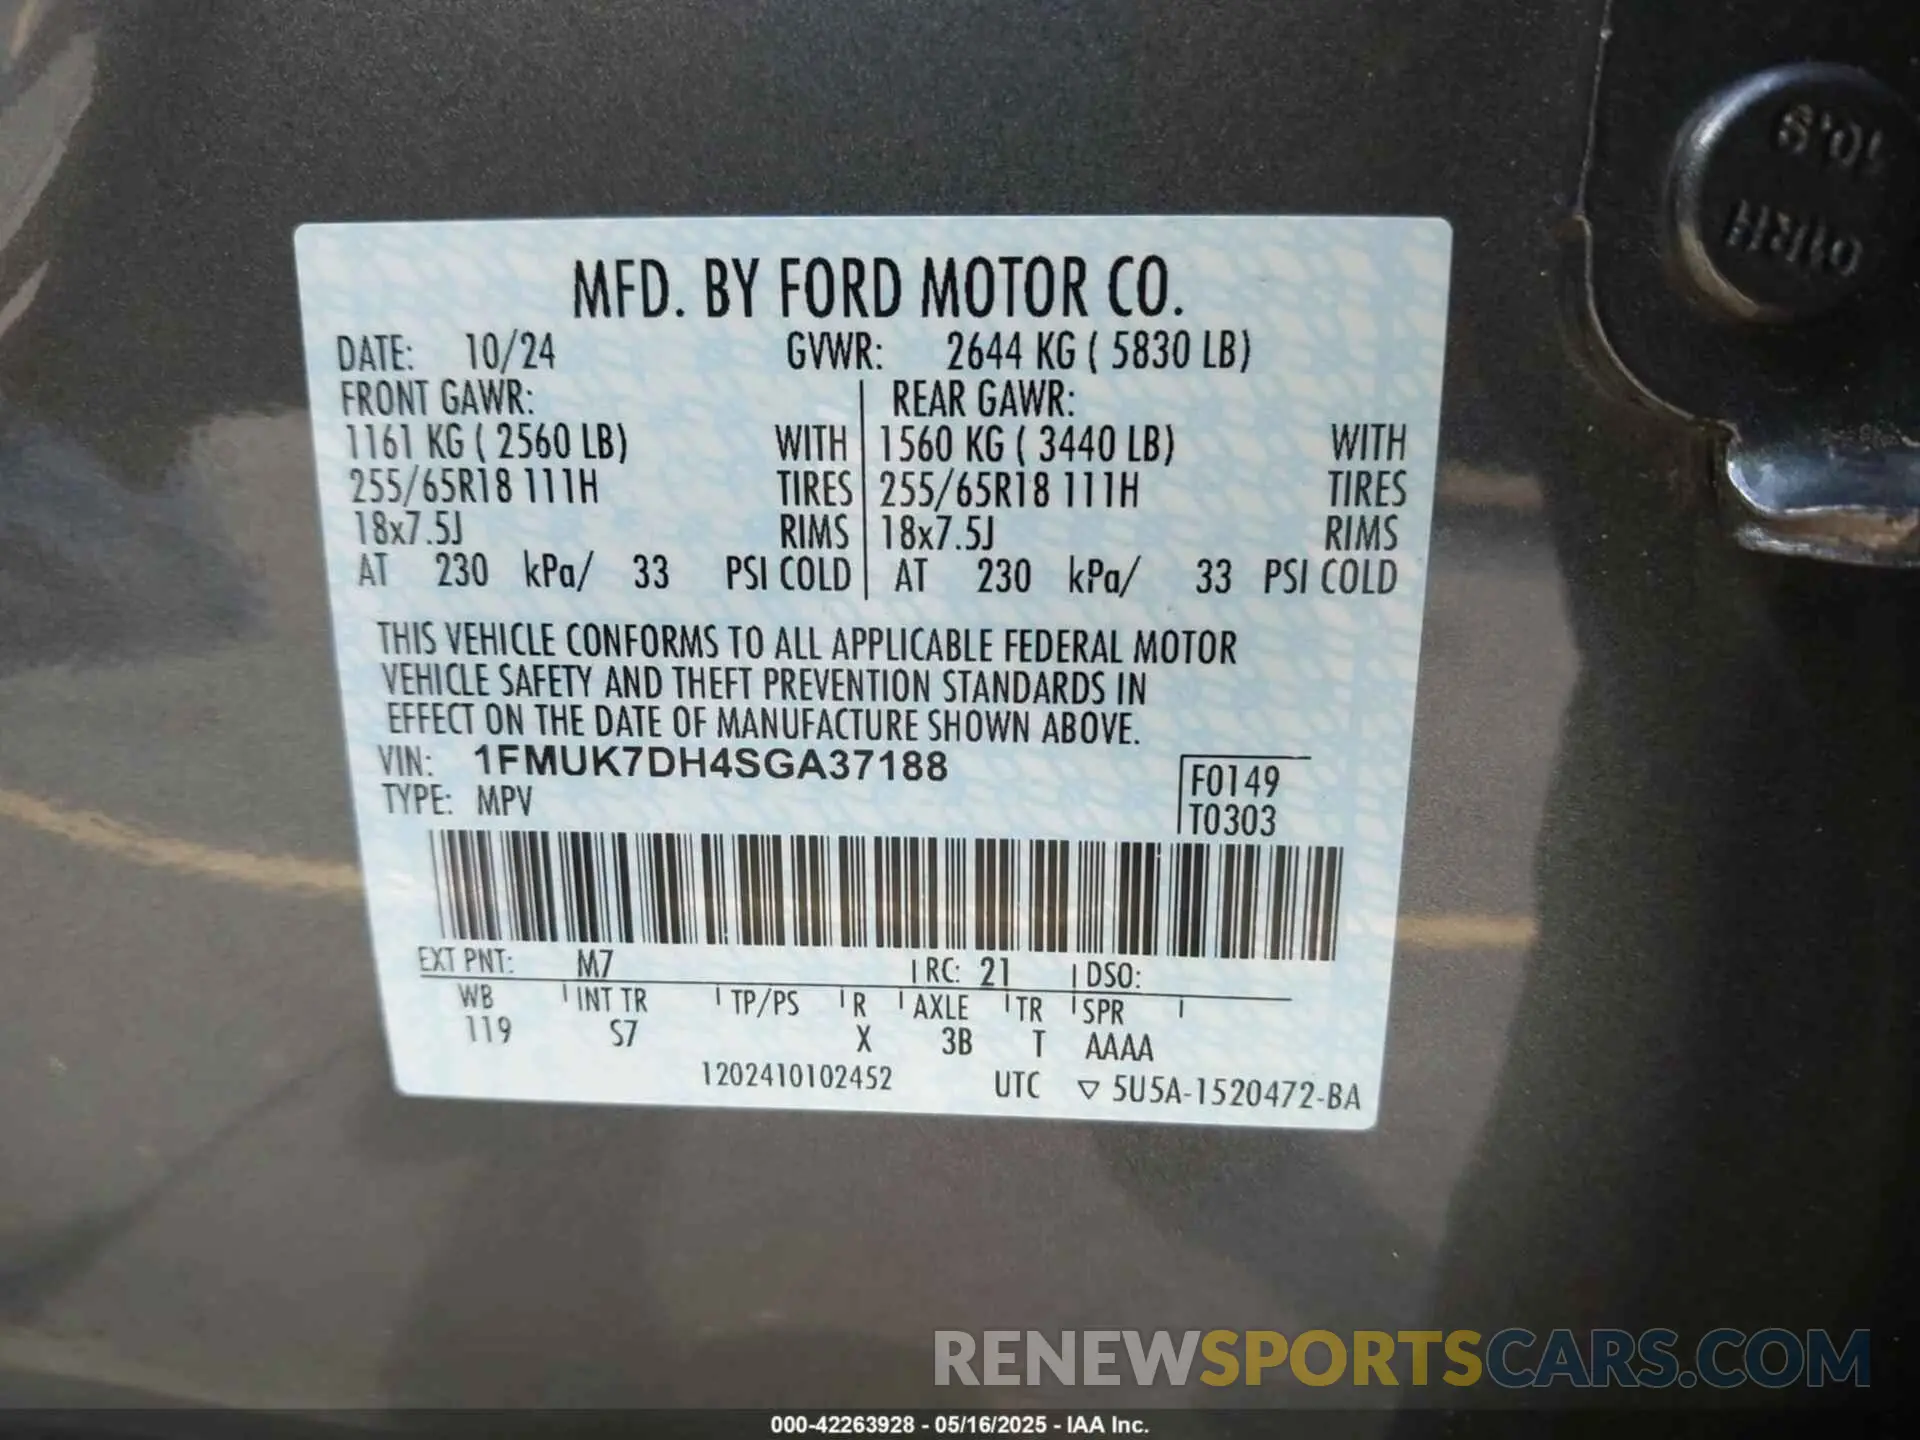 10.9
OIRH
MFD. BY FORD MOTOR CO.
DATE: 10/24 GVWR: 2644 KG ( 5830 LB)
FRONT GAWR: REAR GAWR:
1161 KG ( 2560 LB) WITH 1560 KG ( 3440 LB) WITH
255/65R18 111H TIRES 255/65R18 111H TIRES
18x7.5J RIMS 18x7.5J RIMS
AT 230 kPa/ 33 PSI COLD AT 230 kPa/ 33 PSI COLD
THIS VEHICLE CONFORMS TO ALL APPLICABLE FEDERAL MOTOR
VEHICLE SAFETY AND THEFT PREVENTION STANDARDS IN
EFFECT ON THE DATE OF MANUFACTURE SHOWN ABOVE.
VIN: 1FMUK7DH4SGA37188
TYPE: MPV
F0149
T0303
EXT PNT: M7 RC: 21 DSO:
WB INT TR TP/PS R AXLE TR SPR
119 S7 X 3B T AAAA
1202410102452 UTC ▽ 5U5A-1520472-BA
RENEWSPORTSCARS.COM
000-42263928 - 05/16/2025 - IAA Inc.